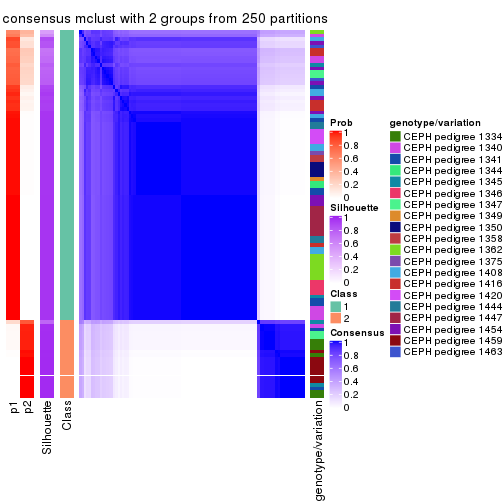 consensus mclust with 2 groups from 250 partitions
Prob
1
0.8
0.6
0.4
0.2
0
Silhouette
1
0.8
0.6
0.4
0.2
0
Class
1
2
Consensus
1
0.8
0.6
0.4
0.2
0
genotype/variation
CEPH pedigree 1334
CEPH pedigree 1340
CEPH pedigree 1341
CEPH pedigree 1344
CEPH pedigree 1345
CEPH pedigree 1346
CEPH pedigree 1347
CEPH pedigree 1349
CEPH pedigree 1350
CEPH pedigree 1358
CEPH pedigree 1362
CEPH pedigree 1375
CEPH pedigree 1408
CEPH pedigree 1416
CEPH pedigree 1420
CEPH pedigree 1444
CEPH pedigree 1447
CEPH pedigree 1454
CEPH pedigree 1459
CEPH pedigree 1463
p1
p2
Silhouette
Class
genotype/variation